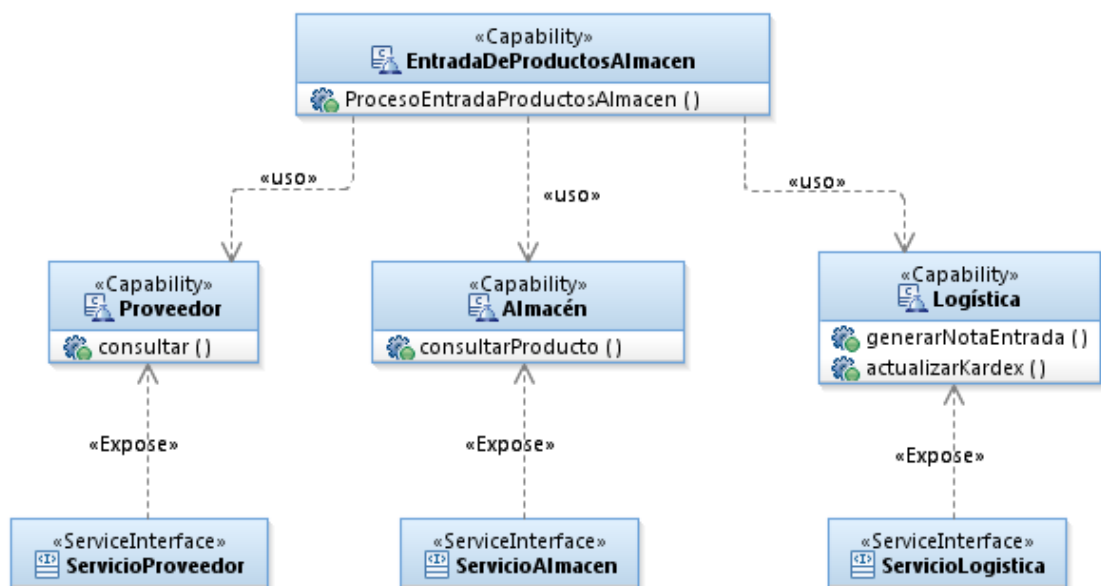 «Capability»
EntradaDeProductosAlmacen
ProcesoEntradaProductosAlmacen ()
«uso»
«uso»
«uso»
«Capability»
Proveedor
consultar ()
«Capability»
Almacén
consultarProducto ()
«Capability»
Logística
generarNotaEntrada ()
actualizarKardex ()
«Expose»
«Expose»
«Expose»
«ServiceInterface»
ServicioProveedor
«ServiceInterface»
ServicioAlmacen
«ServiceInterface»
ServicioLogistica